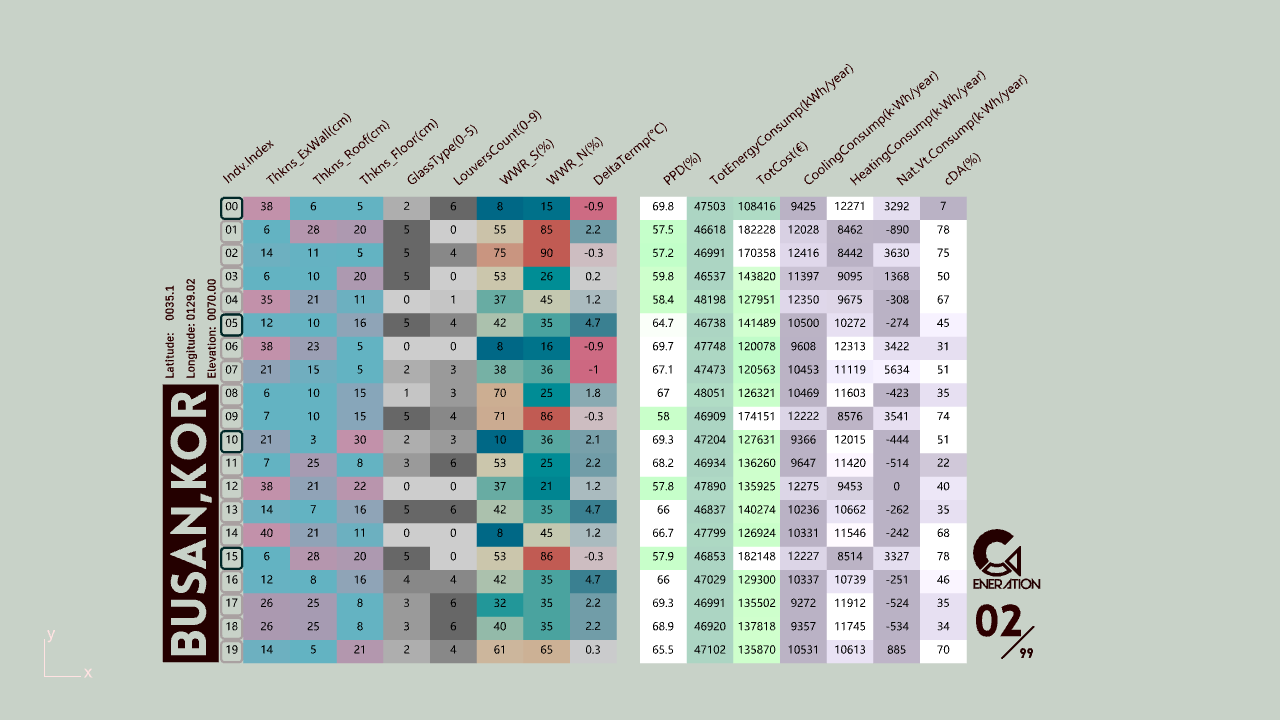 Indv.Index Thkns_ExWall(cm) Thkns_Roof(cm) Thkns_Floor(cm) GlassType(0-5) LouversCount(0-9) WWR_S(%) WWR_N(%) DeltaTermp(°C) PPD(%) TotEnergyConsump(kWh/year) TotCost(€) CoolingConsump(k·Wh/year) HeatingConsump(k·Wh/year) Nat.Vt.Consump(k·Wh/year) cDA(%)
00 38 6 5 2 6 8 15 -0.9 69.8 47503 108416 9425 12271 3292 7
01 6 28 20 5 0 55 85 2.2 57.5 46618 182228 12028 8462 -890 78
02 14 11 5 5 4 75 90 -0.3 57.2 46991 170358 12416 8442 3630 75
03 6 10 20 5 0 53 26 0.2 59.8 46537 143820 11397 9095 1368 50
04 35 21 11 0 1 37 45 1.2 58.4 48198 127951 12350 9675 -308 67
05 12 10 16 5 4 42 35 4.7 64.7 46738 141489 10500 10272 -274 45
06 38 23 5 0 0 8 16 -0.9 69.7 47748 120078 9608 12313 3422 31
07 21 15 5 2 3 38 36 -1 67.1 47473 120563 10453 11119 5634 51
08 6 10 15 1 3 70 25 1.8 67 48051 126321 10469 11603 -423 35
09 7 10 15 5 4 71 86 -0.3 58 46909 174151 12222 8576 3541 74
10 21 3 30 2 3 10 36 2.1 69.3 47204 127631 9366 12015 -444 51
11 7 25 8 3 6 53 25 2.2 68.2 46934 136260 9647 11420 -514 22
12 38 21 22 0 0 37 21 1.2 57.8 47890 135925 12275 9453 0 40
13 14 7 16 5 6 42 35 4.7 66 46837 140274 10236 10662 -262 35
14 40 21 11 0 0 8 45 1.2 66.7 47799 126924 10331 11546 -242 68
15 6 28 20 5 0 53 86 -0.3 57.9 46853 182148 12227 8514 3327 78
16 12 8 16 4 4 42 35 4.7 66 47029 129300 10337 10739 -251 46
17 26 25 8 3 6 32 35 2.2 69.3 46991 135502 9272 11912 -524 35
18 26 25 8 3 6 40 35 2.2 68.9 46920 137818 9357 11745 -534 34
19 14 5 21 2 4 61 65 0.3 65.5 47102 135870 10531 10613 885 70
Latitude: 0035.1
Longitude: 0129.02
Elevation: 0070.00
BUSAN,KOR
GENERATION
02/99
y
x